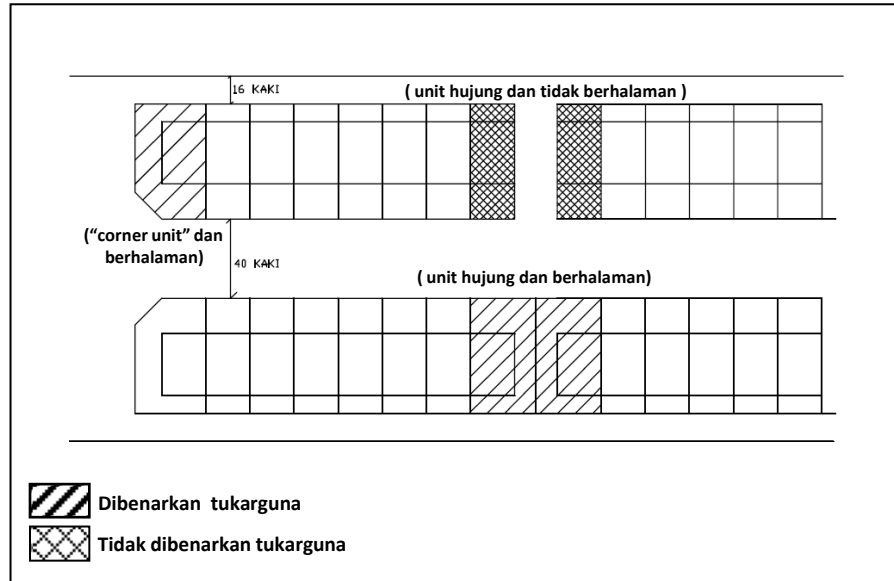 16 KAKI
( unit hujung dan tidak berhalaman )
(“corner unit” dan
berhalaman)
40 KAKI
( unit hujung dan berhalaman)
Dibenarkan tukarguna
Tidak dibenarkan tukarguna